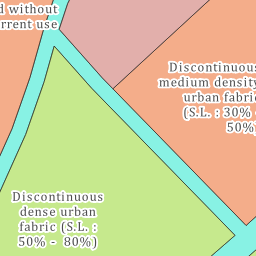 d without
rrent use
Discontinuous
medium density
urban fabric
(S.L. : 30%
50%
Discontinuous
dense urban
fabric (S.L. :
50% - 80%)